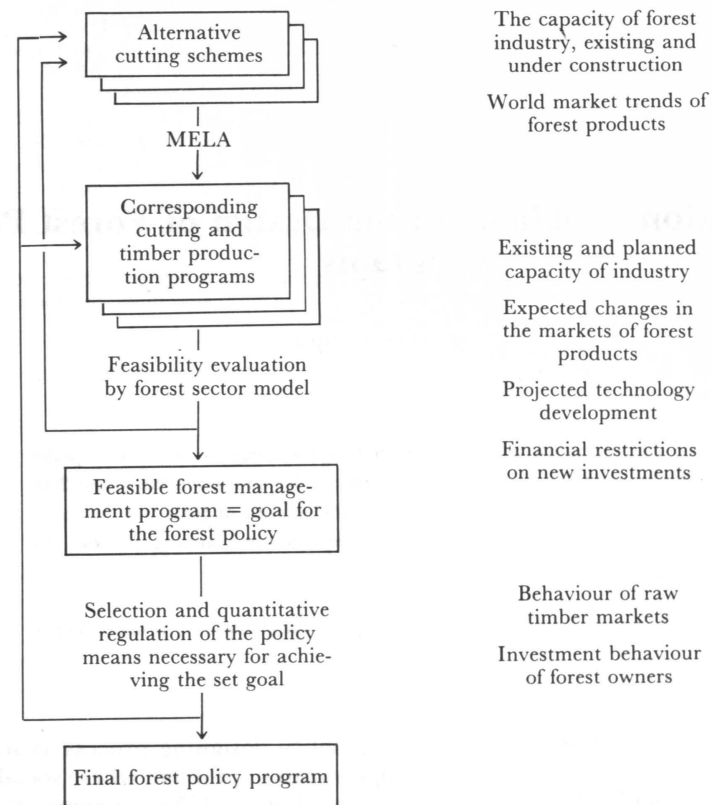 Alternative
cutting schemes
MELA
Corresponding
cutting and
timber produc-
tion programs
Feasibility evaluation
by forest sector model
Feasible forest manage-
ment program = goal for
the forest policy
Selection and quantitative
regulation of the policy
means necessary for achie-
ving the set goal
Final forest policy program
The capacity of forest
industry, existing and
under construction
World market trends of
forest products
Existing and planned
capacity of industry
Expected changes in
the markets of forest
products
Projected technology
development
Financial restrictions
on new investments
Behaviour of raw
timber markets
Investment behaviour
of forest owners